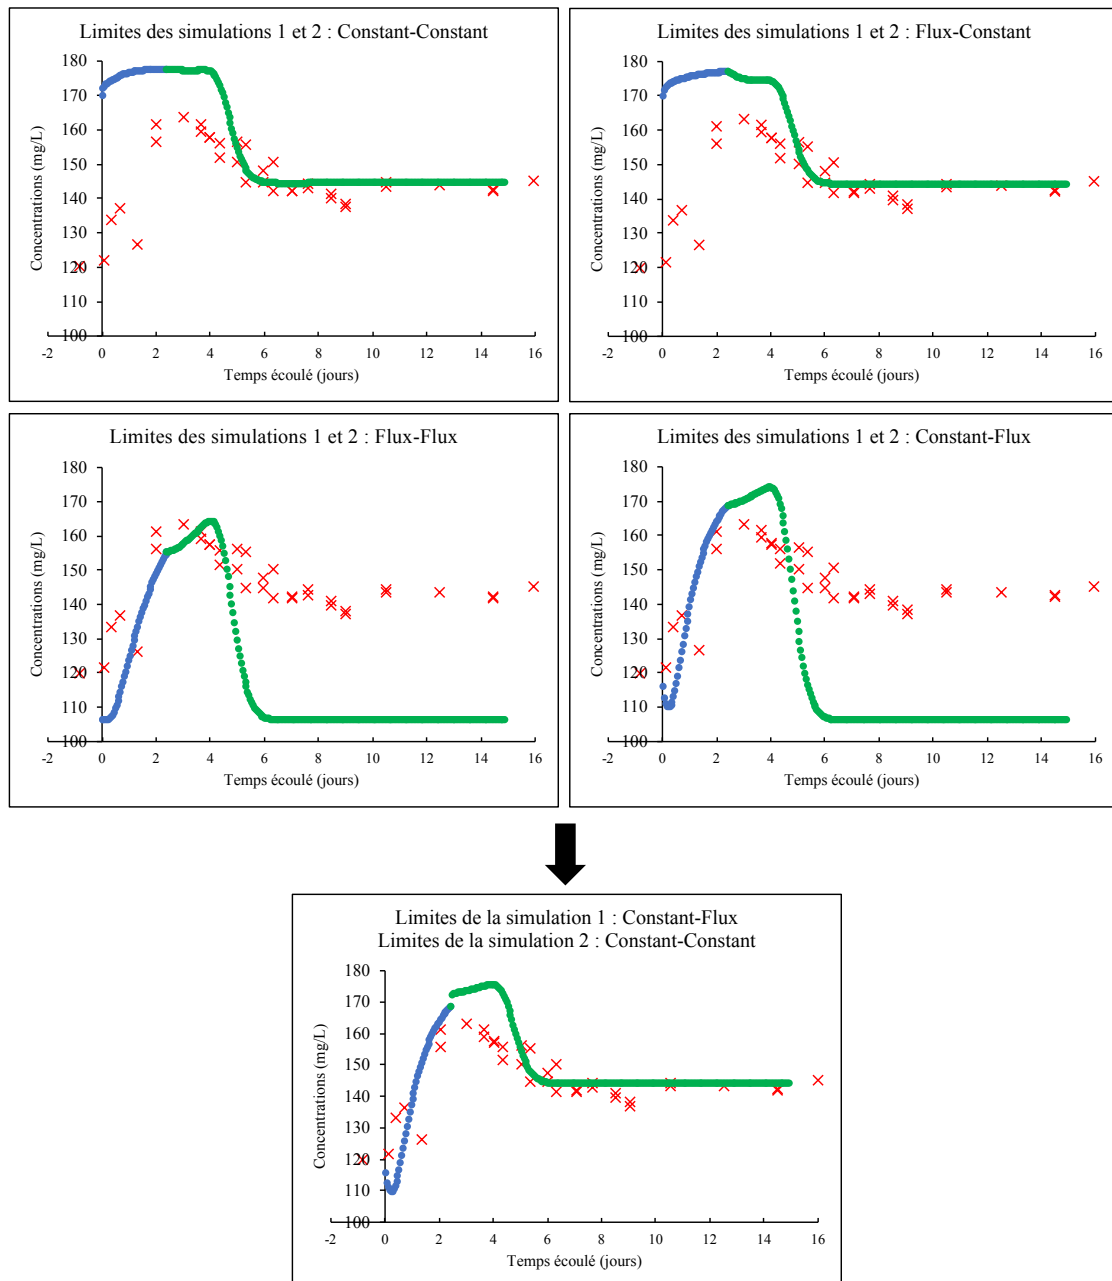 Limites des simulations 1 et 2 : Constant-Constant
180
170
160
150
140
130
120
110
100
Concentrations (mg/L)
-2 0 2 4 6 8 10 12 14 16
Temps écoulé (jours)
Limites des simulations 1 et 2 : Flux-Constant
180
170
160
150
140
130
120
110
100
Concentrations (mg/L)
-2 0 2 4 6 8 10 12 14 16
Temps écoulé (jours)
Limites des simulations 1 et 2 : Flux-Flux
180
170
160
150
140
130
120
110
100
Concentrations (mg/L)
-2 0 2 4 6 8 10 12 14 16
Temps écoulé (jours)
Limites des simulations 1 et 2 : Constant-Flux
180
170
160
150
140
130
120
110
100
Concentrations (mg/L)
-2 0 2 4 6 8 10 12 14 16
Temps écoulé (jours)
Limites de la simulation 1 : Constant-Flux
Limites de la simulation 2 : Constant-Constant
180
170
160
150
140
130
120
110
100
Concentrations (mg/L)
-2 0 2 4 6 8 10 12 14 16
Temps écoulé (jours)